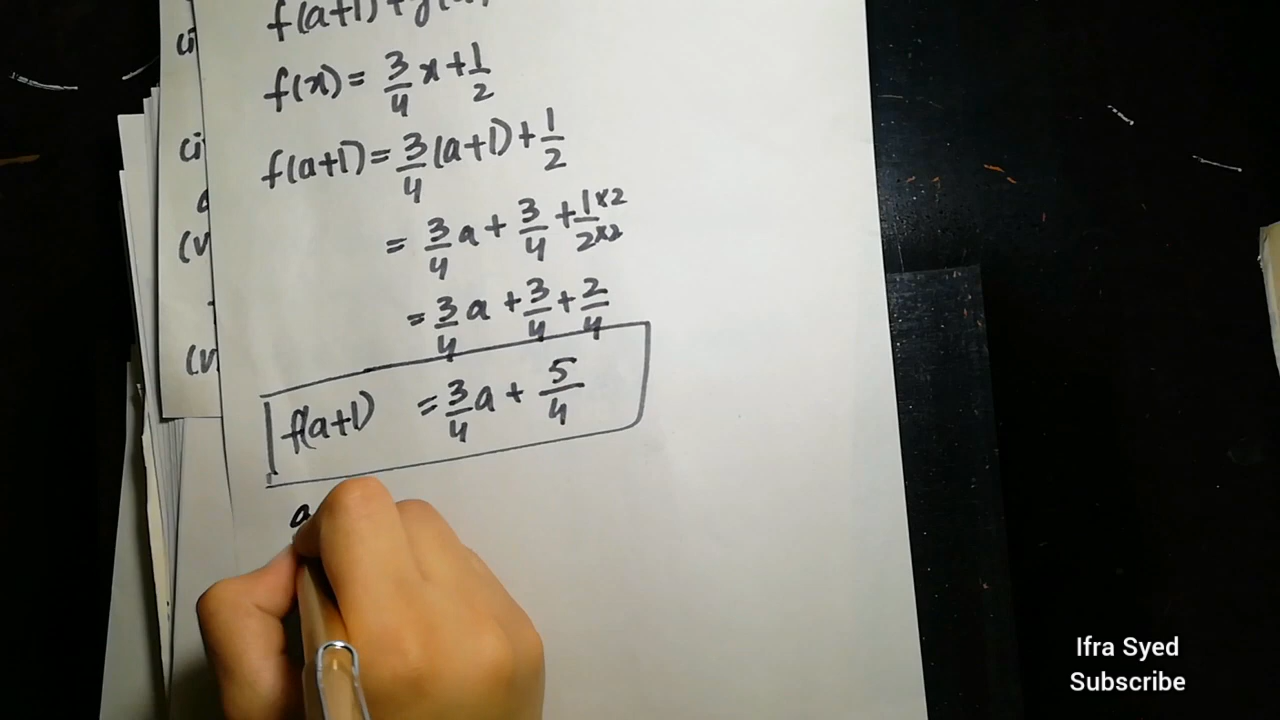 f(a+1)+g(a)
f(x) = 3/4 x + 1/2
f(a+1) = 3/4 (a+1) + 1/2
= 3/4 a + 3/4 + 1×2/2×2
= 3/4 a + 3/4 + 2/4
f(a+1) = 3/4 a + 5/4
Ifra Syed
Subscribe